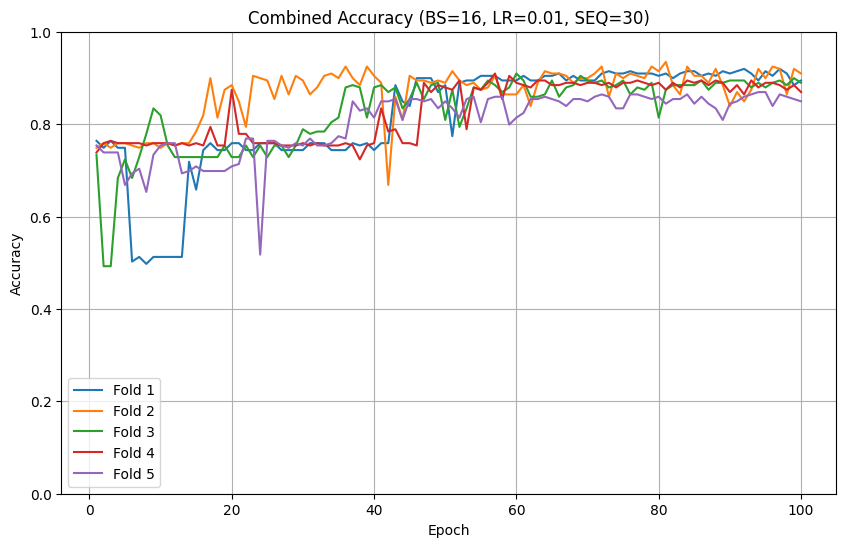 Combined Accuracy (BS=16, LR=0.01, SEQ=30)
1.0
0.8
0.6
0.4
0.2
0.0
Accuracy
Fold 1
Fold 2
Fold 3
Fold 4
Fold 5
0 20 40 60 80 100
Epoch